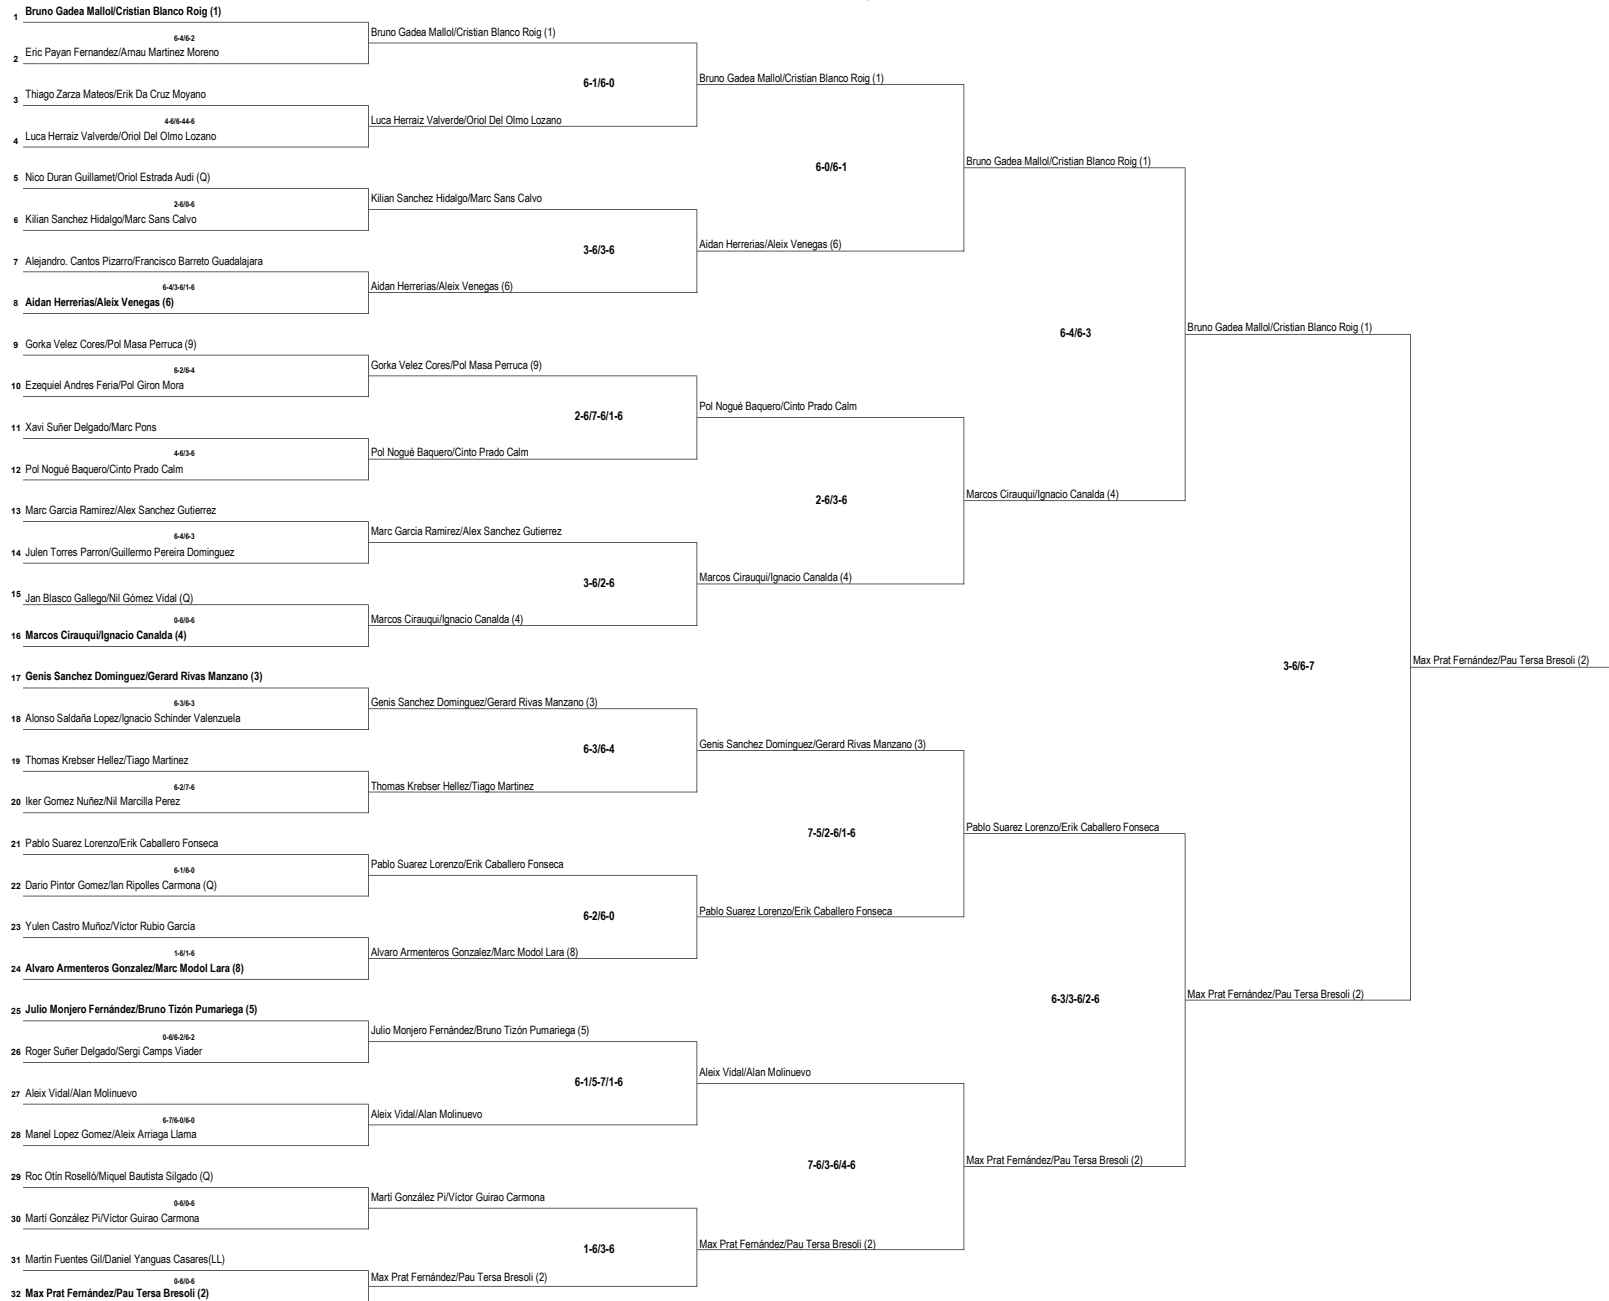 1 Bruno Gadea Mallol/Cristian Blanco Roig (1)
6-4/6-2
2 Eric Payan Fernandez/Arnau Martinez Moreno
3 Thiago Zarza Mateos/Erik Da Cruz Moyano
4-6/6-44-6
4 Luca Herraiz Valverde/Oriol Del Olmo Lozano
5 Nico Duran Guillamet/Oriol Estrada Audi (Q)
2-6/0-6
6 Kilian Sanchez Hidalgo/Marc Sans Calvo
7 Alejandro. Cantos Pizarro/Francisco Barreto Guadalajara
6-4/3-6/1-6
8 Aidan Herrerias/Aleix Venegas (6)
9 Gorka Velez Cores/Pol Masa Perruca (9)
6-2/6-4
10 Ezequiel Andres Feria/Pol Giron Mora
11 Xavi Suñer Delgado/Marc Pons
4-6/3-6
12 Pol Nogué Baquero/Cinto Prado Calm
13 Marc Garcia Ramirez/Alex Sanchez Gutierrez
6-4/6-3
14 Julen Torres Parron/Guillermo Pereira Dominguez
15 Jan Blasco Gallego/Nil Gómez Vidal (Q)
0-6/0-6
16 Marcos Cirauqui/Ignacio Canalda (4)
17 Genis Sanchez Dominguez/Gerard Rivas Manzano (3)
6-3/6-3
18 Alonso Saldaña Lopez/Ignacio Schinder Valenzuela
19 Thomas Krebser Hellez/Tiago Martinez
6-2/7-6
20 Iker Gomez Nuñez/Nil Marcilla Perez
21 Pablo Suarez Lorenzo/Erik Caballero Fonseca
6-1/6-0
22 Dario Pintor Gomez/Ian Ripolles Carmona (Q)
23 Yulen Castro Muñoz/Víctor Rubio García
1-6/1-6
24 Alvaro Armenteros Gonzalez/Marc Modol Lara (8)
25 Julio Monjero Fernández/Bruno Tizón Pumariega (5)
0-6/6-2/6-2
26 Roger Suñer Delgado/Sergi Camps Viader
27 Aleix Vidal/Alan Molinuevo
6-7/6-0/6-0
28 Manel Lopez Gomez/Aleix Arriaga Llama
29 Roc Otín Roselló/Miquel Bautista Silgado (Q)
0-6/0-6
30 Martí González Pi/Víctor Guirao Carmona
31 Martin Fuentes Gil/Daniel Yanguas Casares(LL)
0-6/0-6
32 Max Prat Fernández/Pau Tersa Bresoli (2)
Bruno Gadea Mallol/Cristian Blanco Roig (1)
6-1/6-0
Luca Herraiz Valverde/Oriol Del Olmo Lozano
Kilian Sanchez Hidalgo/Marc Sans Calvo
3-6/3-6
Aidan Herrerias/Aleix Venegas (6)
Gorka Velez Cores/Pol Masa Perruca (9)
2-6/7-6/1-6
Pol Nogué Baquero/Cinto Prado Calm
Marc Garcia Ramirez/Alex Sanchez Gutierrez
3-6/2-6
Marcos Cirauqui/Ignacio Canalda (4)
Genis Sanchez Dominguez/Gerard Rivas Manzano (3)
6-3/6-4
Thomas Krebser Hellez/Tiago Martinez
Pablo Suarez Lorenzo/Erik Caballero Fonseca
6-2/6-0
Alvaro Armenteros Gonzalez/Marc Modol Lara (8)
Julio Monjero Fernández/Bruno Tizón Pumariega (5)
6-1/5-7/1-6
Aleix Vidal/Alan Molinuevo
Martí González Pi/Víctor Guirao Carmona
1-6/3-6
Max Prat Fernández/Pau Tersa Bresoli (2)
Bruno Gadea Mallol/Cristian Blanco Roig (1)
6-0/6-1
Aidan Herrerias/Aleix Venegas (6)
Pol Nogué Baquero/Cinto Prado Calm
2-6/3-6
Marcos Cirauqui/Ignacio Canalda (4)
Genis Sanchez Dominguez/Gerard Rivas Manzano (3)
7-5/2-6/1-6
Pablo Suarez Lorenzo/Erik Caballero Fonseca
Aleix Vidal/Alan Molinuevo
7-6/3-6/4-6
Max Prat Fernández/Pau Tersa Bresoli (2)
Bruno Gadea Mallol/Cristian Blanco Roig (1)
6-4/6-3
Marcos Cirauqui/Ignacio Canalda (4)
Pablo Suarez Lorenzo/Erik Caballero Fonseca
6-3/3-6/2-6
Max Prat Fernández/Pau Tersa Bresoli (2)
Bruno Gadea Mallol/Cristian Blanco Roig (1)
3-6/6-7
Max Prat Fernández/Pau Tersa Bresoli (2)
Max Prat Fernández/Pau Tersa Bresoli (2)